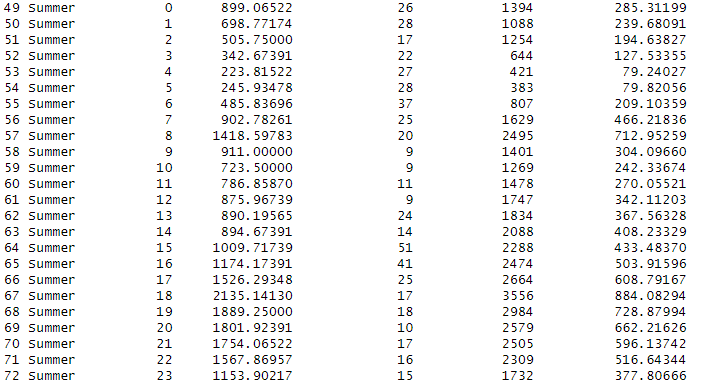 49 Summer 0 899.06522 26 1394 285.31199
50 Summer 1 698.77174 28 1088 239.68091
51 Summer 2 505.75000 17 1254 194.63827
52 Summer 3 342.67391 22 644 127.53355
53 Summer 4 223.81522 27 421 79.24027
54 Summer 5 245.93478 28 383 79.82056
55 Summer 6 485.83696 37 807 209.10359
56 Summer 7 902.78261 25 1629 466.21836
57 Summer 8 1418.59783 20 2495 712.95259
58 Summer 9 911.00000 9 1401 304.09660
59 Summer 10 723.50000 9 1269 242.33674
60 Summer 11 786.85870 11 1478 270.05521
61 Summer 12 875.96739 9 1747 342.11203
62 Summer 13 890.19565 24 1834 367.56328
63 Summer 14 894.67391 14 2088 408.23329
64 Summer 15 1009.71739 51 2288 433.48370
65 Summer 16 1174.17391 41 2474 503.91596
66 Summer 17 1526.29348 25 2664 608.79167
67 Summer 18 2135.14130 17 3556 884.08294
68 Summer 19 1889.25000 18 2984 728.87994
69 Summer 20 1801.92391 10 2579 662.21626
70 Summer 21 1754.06522 17 2505 596.13742
71 Summer 22 1567.86957 16 2309 516.64344
72 Summer 23 1153.90217 15 1732 377.80666